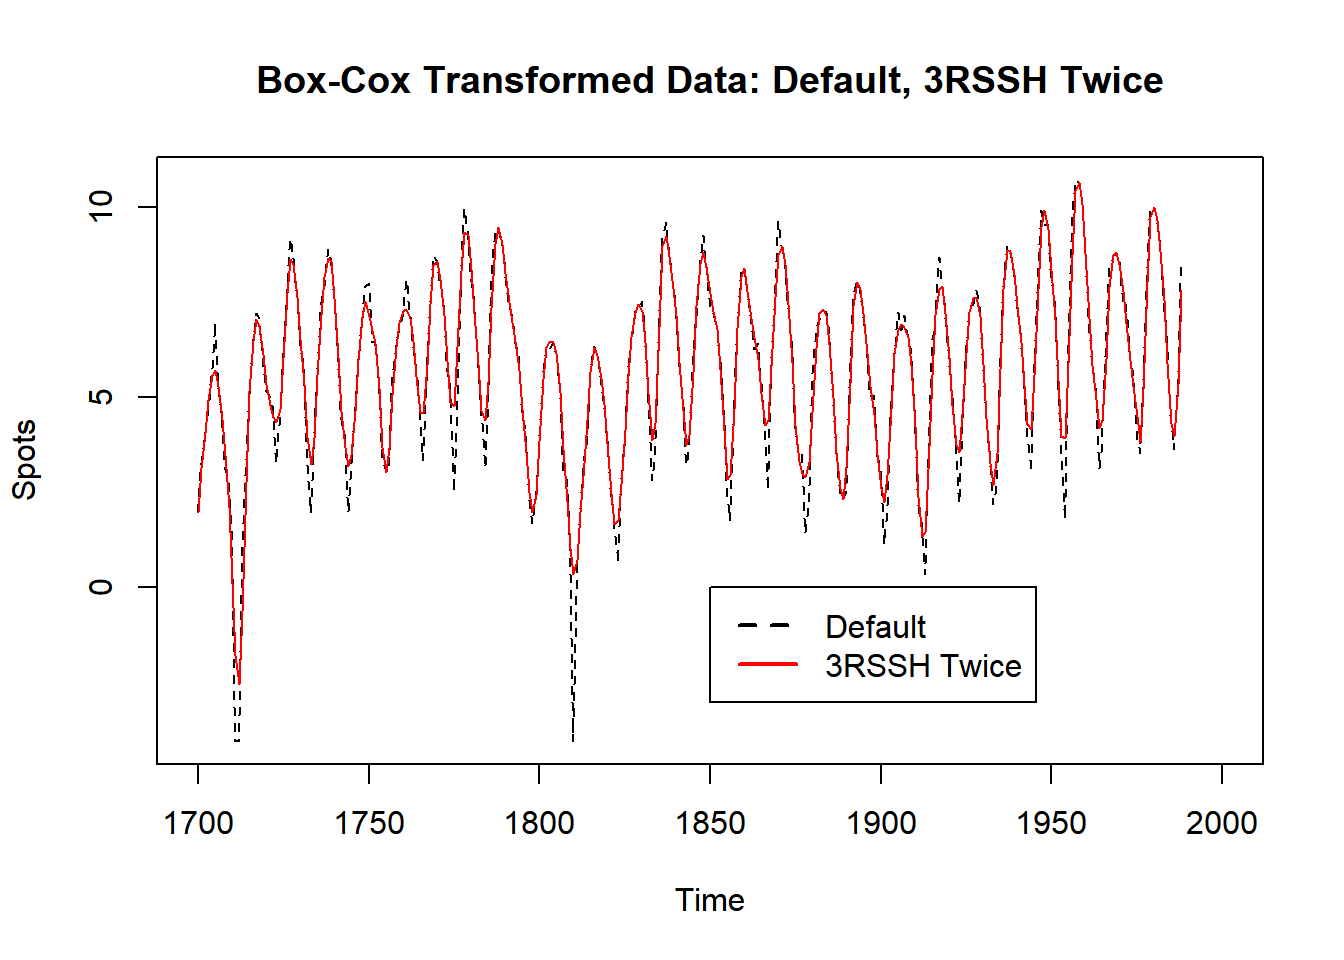 Box-Cox Transformed Data: Default, 3RSSH Twice
Spots
10
5
0
Default
3RSSH Twice
1700 1750 1800 1850 1900 1950 2000
Time